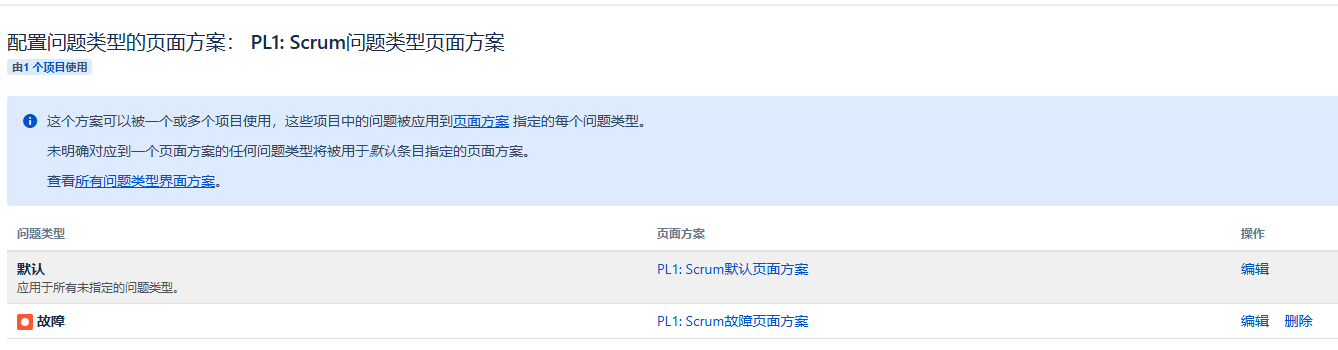 配置问题类型的页面方案： PL1: Scrum问题类型页面方案
由1 个项目使用
这个方案可以被一个或多个项目使用，这些项目中的问题被应用到页面方案 指定的每个问题类型。
未明确对应到一个页面方案的任何问题类型将被用于默认条目指定的页面方案。
查看所有问题类型界面方案。
问题类型 页面方案 操作
默认 PL1: Scrum默认页面方案 编辑
应用于所有未指定的问题类型。
故障 PL1: Scrum故障页面方案 编辑 删除